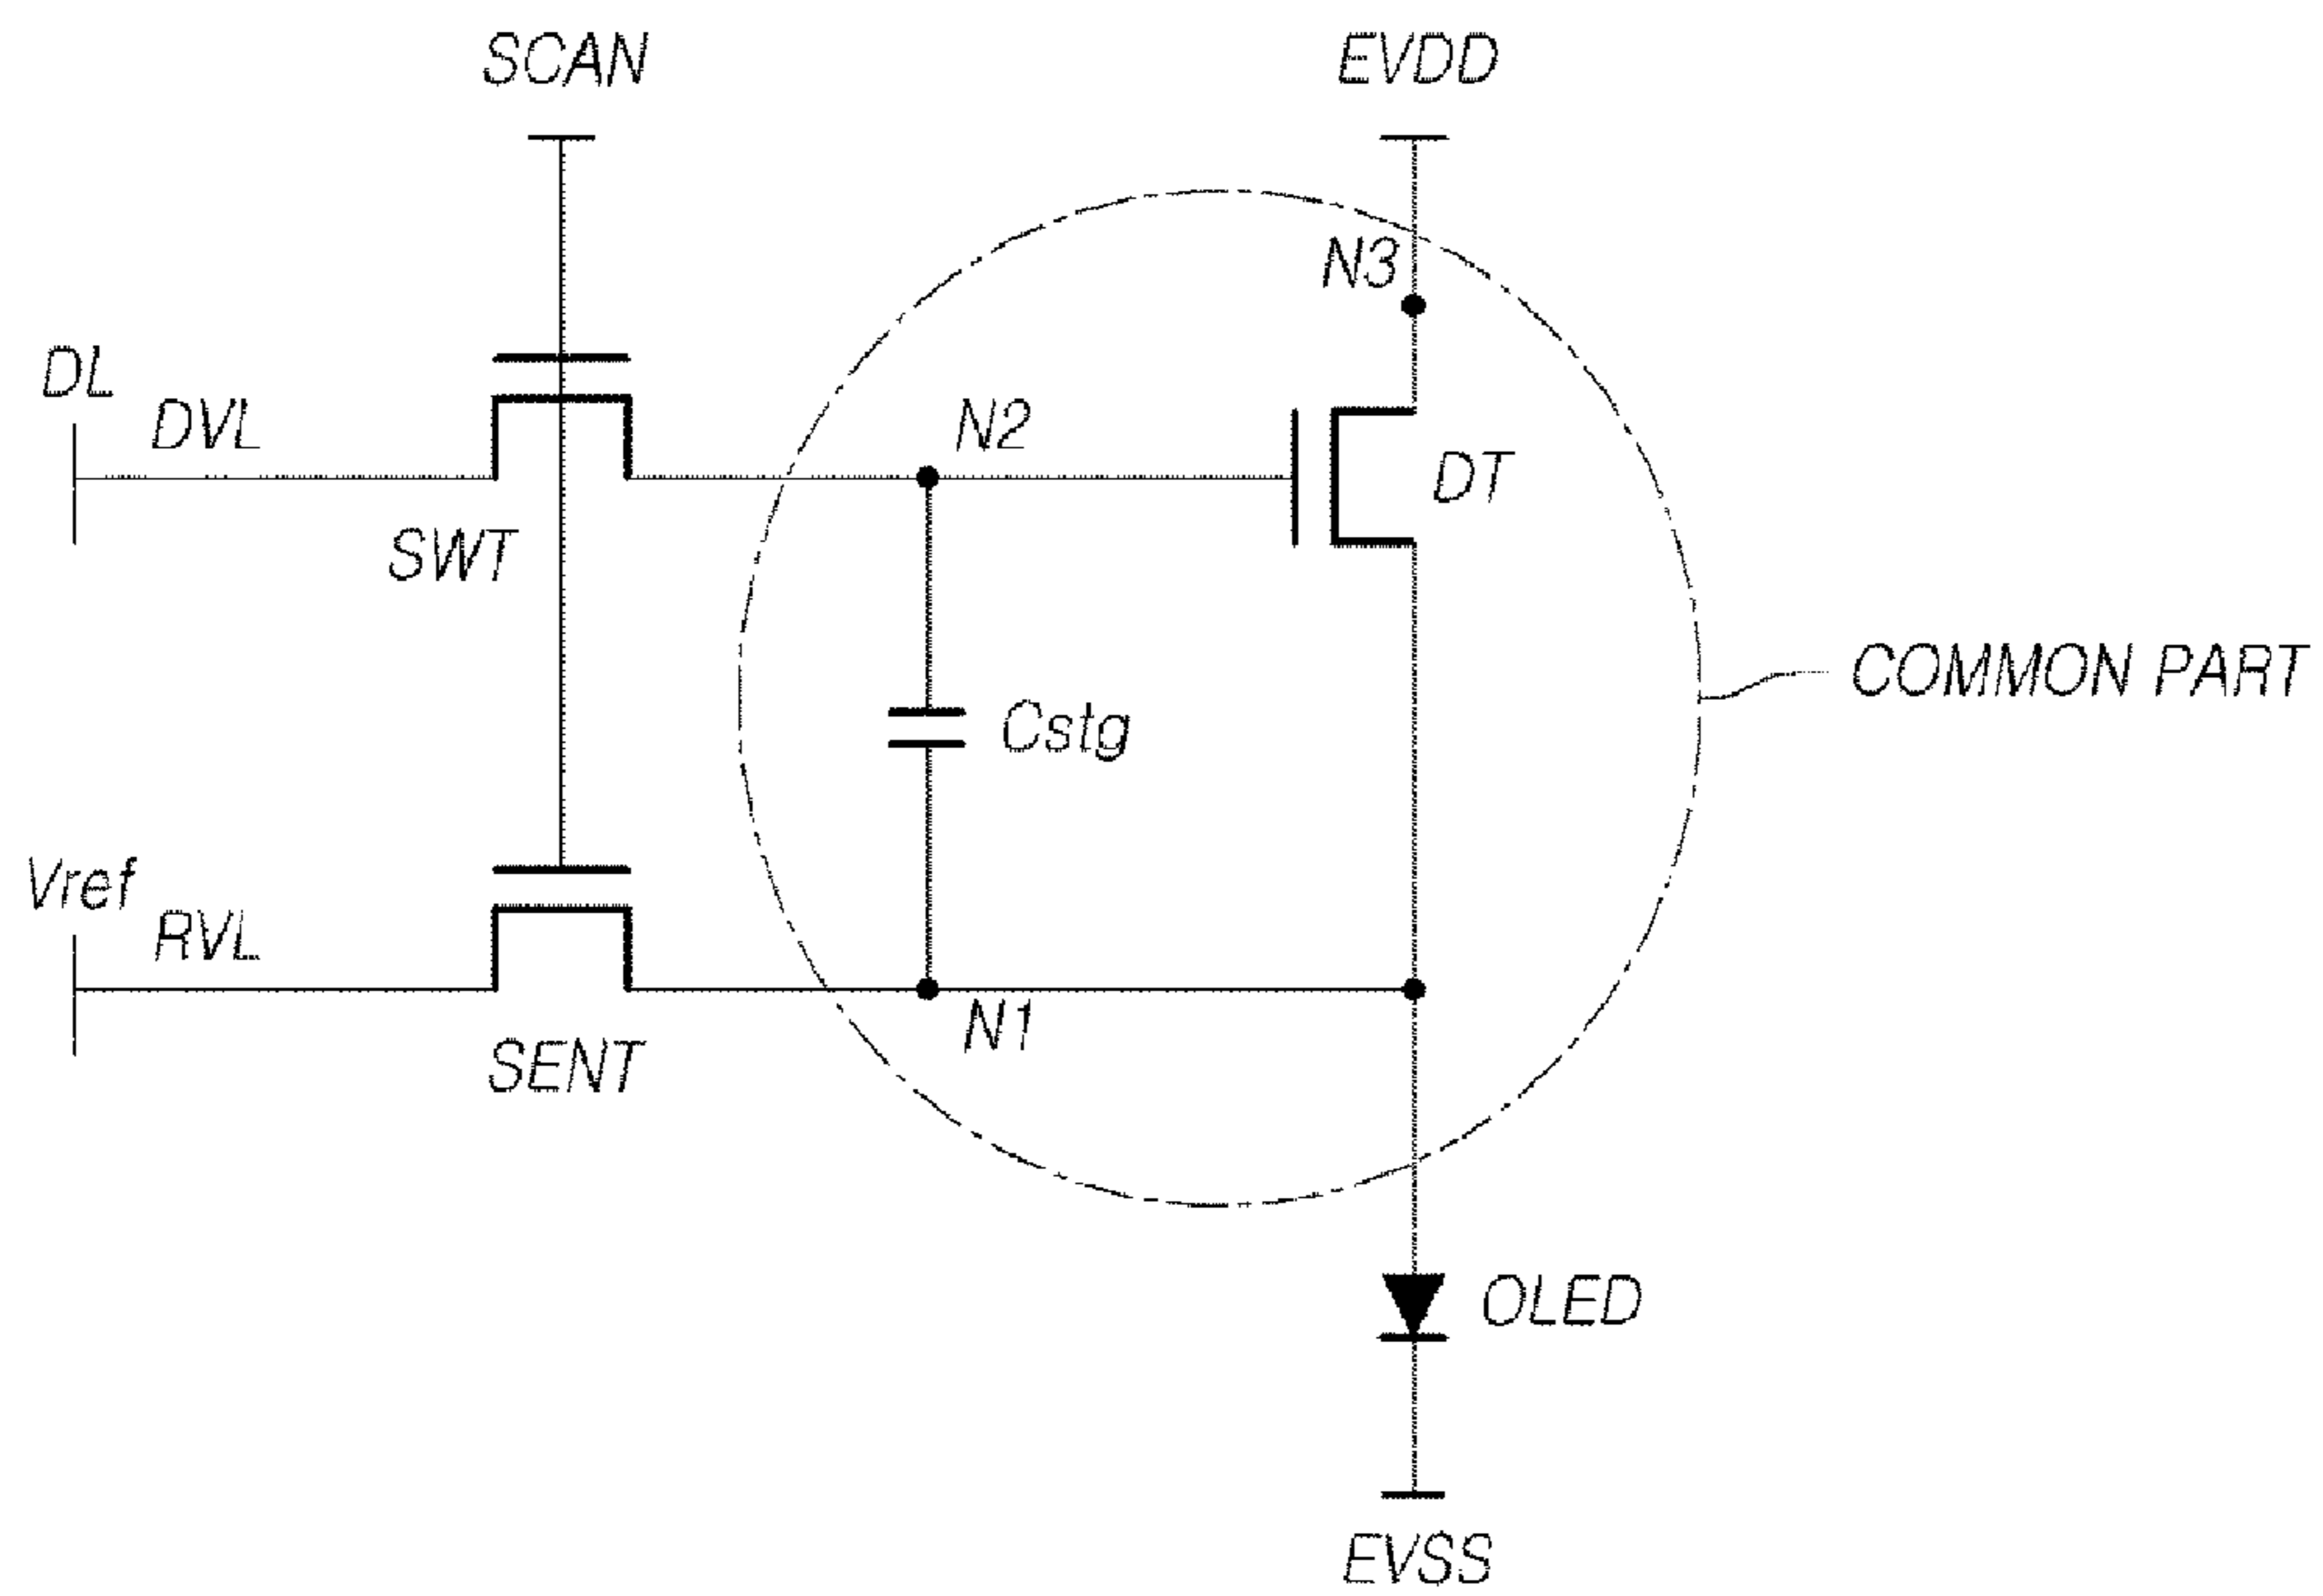 SCAN
EVDD
N3
DL
DVL
N2
DT
SWT
COMMON PART
Cstg
Vref
RVL
N1
SENT
OLED
EVSS